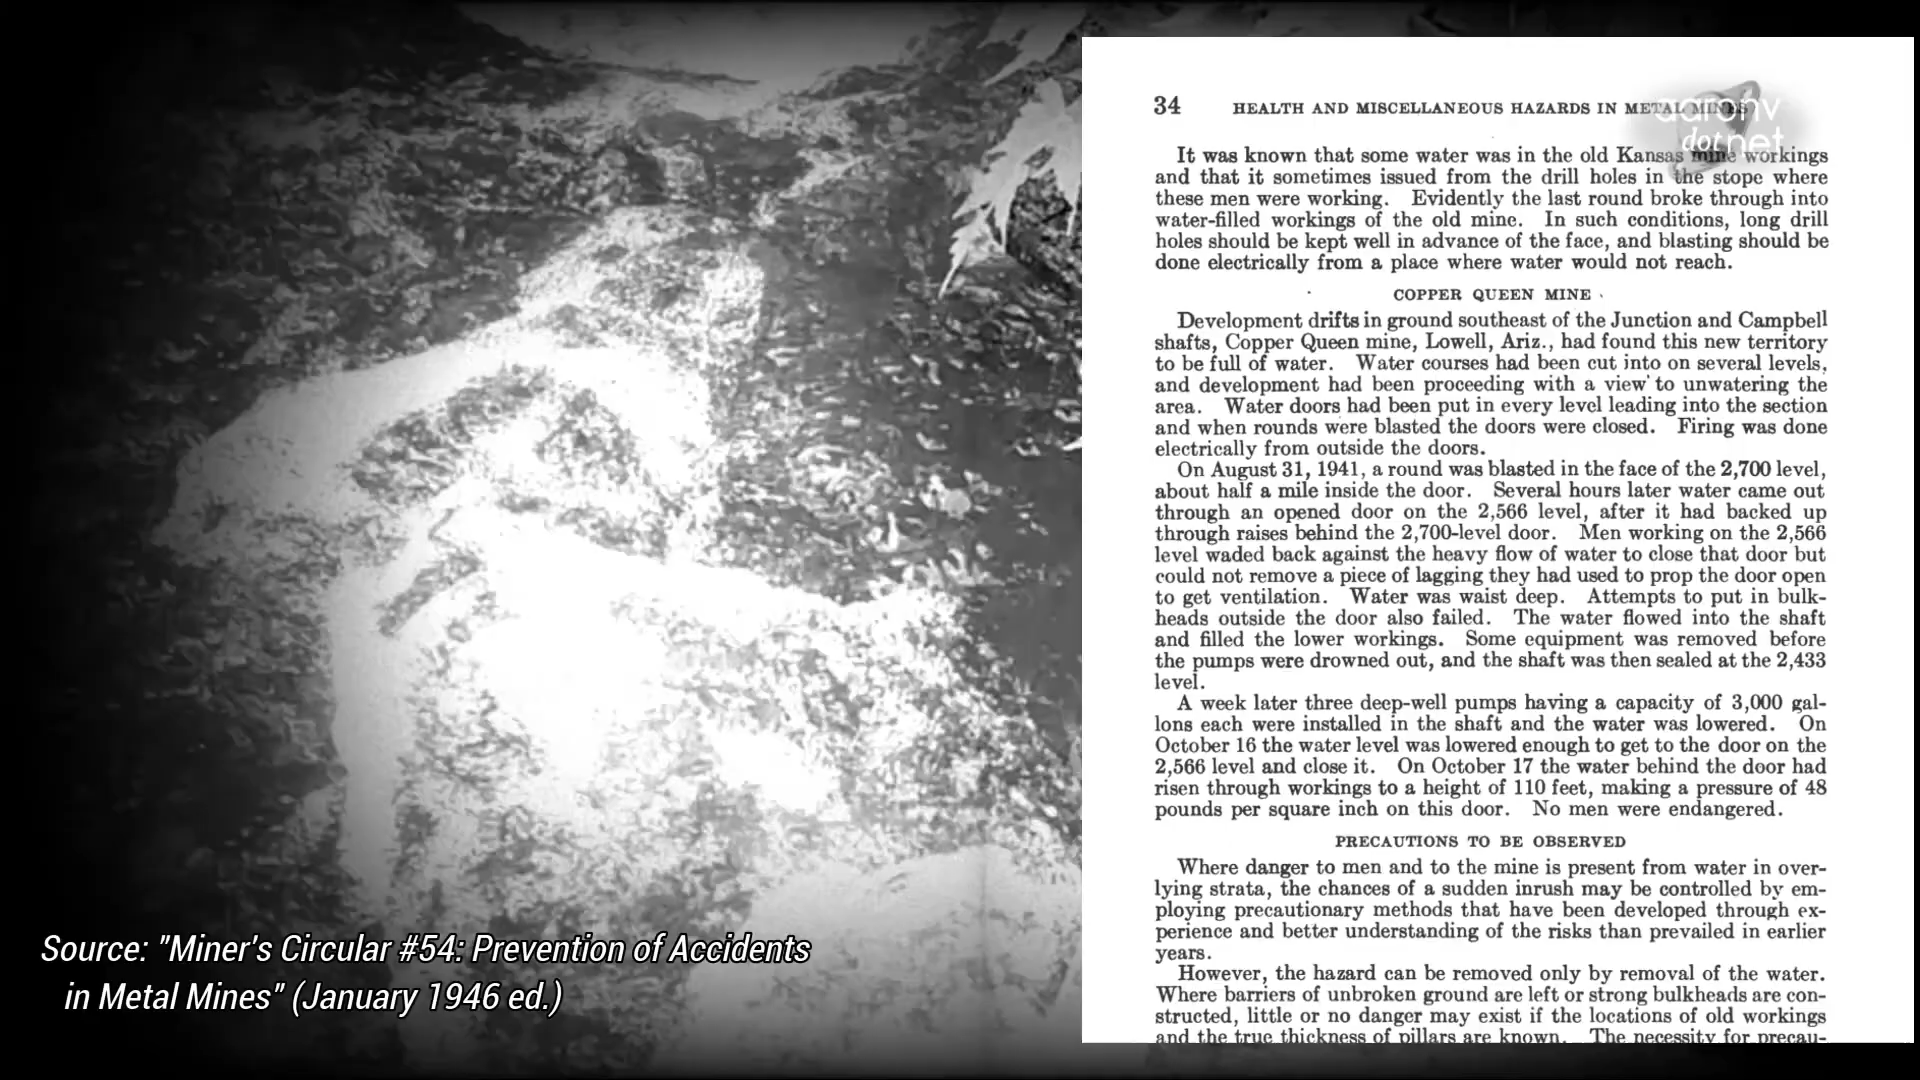 34 HEALTH AND MISCELLANEOUS HAZARDS IN METAL MINES
aaronv
dotnet
It was known that some water was in the old Kansas mine workings
and that it sometimes issued from the drill holes in the stope where
these men were working. Evidently the last round broke through into
water-filled workings of the old mine. In such conditions, long drill
holes should be kept well in advance of the face, and blasting should be
done electrically from a place where water would not reach.
COPPER QUEEN MINE
Development drifts in ground southeast of the Junction and Campbell
shafts, Copper Queen mine, Lowell, Ariz., had found this new territory
to be full of water. Water courses had been cut into on several levels,
and development had been proceeding with a view to unwatering the
area. Water doors had been put in every level leading into the section
and when rounds were blasted the doors were closed. Firing was done
electrically from outside the doors.
On August 31, 1941, a round was blasted in the face of the 2,700 level,
about half a mile inside the door. Several hours later water came out
through an opened door on the 2,566 level, after it had backed up
through raises behind the 2,700-level door. Men working on the 2,566
level waded back against the heavy flow of water to close that door but
could not remove a piece of lagging they had used to prop the door open
to get ventilation. Water was waist deep. Attempts to put in bulk-
heads outside the door also failed. The water flowed into the shaft
and filled the lower workings. Some equipment was removed before
the pumps were drowned out, and the shaft was then sealed at the 2,433
level.
A week later three deep-well pumps having a capacity of 3,000 gal-
lons each were installed in the shaft and the water was lowered. On
October 16 the water level was lowered enough to get to the door on the
2,566 level and close it. On October 17 the water behind the door had
risen through workings to a height of 110 feet, making a pressure of 48
pounds per square inch on this door. No men were endangered.
PRECAUTIONS TO BE OBSERVED
Where danger to men and to the mine is present from water in over-
lying strata, the chances of a sudden inrush may be controlled by em-
ploying precautionary methods that have been developed through ex-
perience and better understanding of the risks than prevailed in earlier
years.
However, the hazard can be removed only by removal of the water.
Where barriers of unbroken ground are left or strong bulkheads are con-
structed, little or no danger may exist if the locations of old workings
and the true thickness of pillars are known. The necessity for precau-
Source: "Miner's Circular #54: Prevention of Accidents
in Metal Mines" (January 1946 ed.)